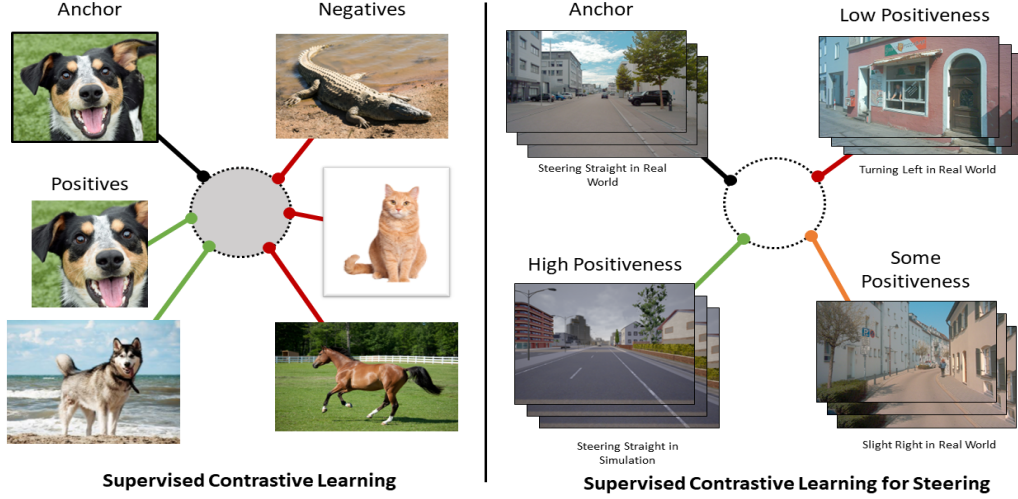 Anchor
Negatives
Positives
Supervised Contrastive Learning
Anchor
Low Positiveness
Steering Straight in Real
World
Turning Left in Real World
High Positiveness
Some
Positiveness
Steering Straight in
Simulation
Slight Right in Real World
Supervised Contrastive Learning for Steering